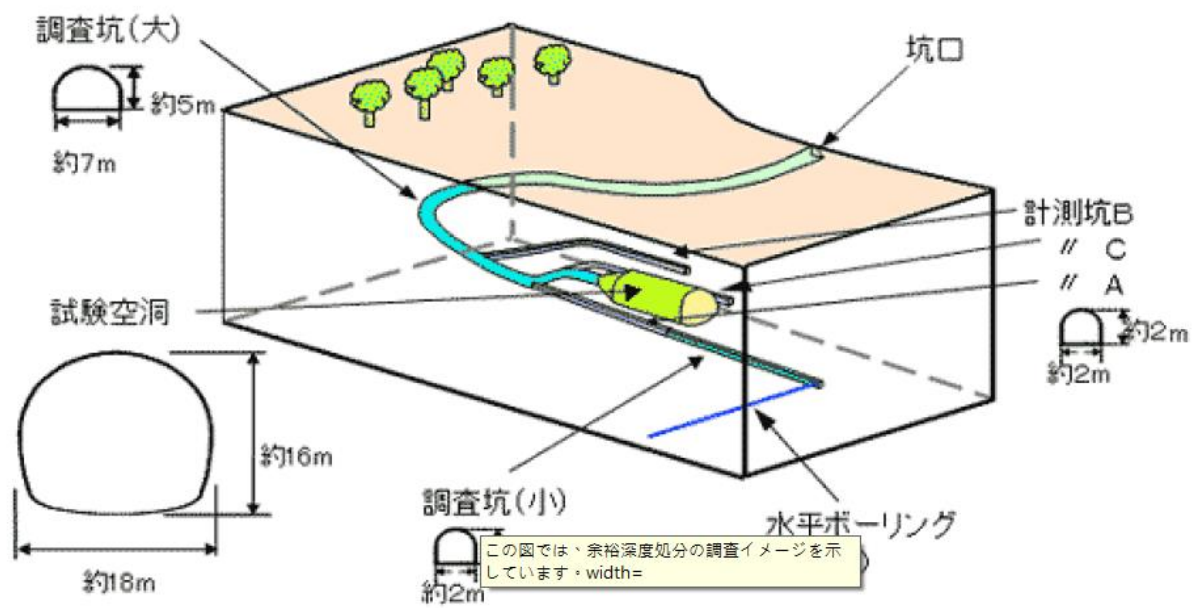 調査坑(大)
約5m
約7m
坑口
計測坑B
〃 C
〃 A
約2m
約2m
試験空洞
約16m
約18m
調査坑(小)
約2m
水平ボーリング
この図では、余裕深度処分の調査イメージを示
しています。width=